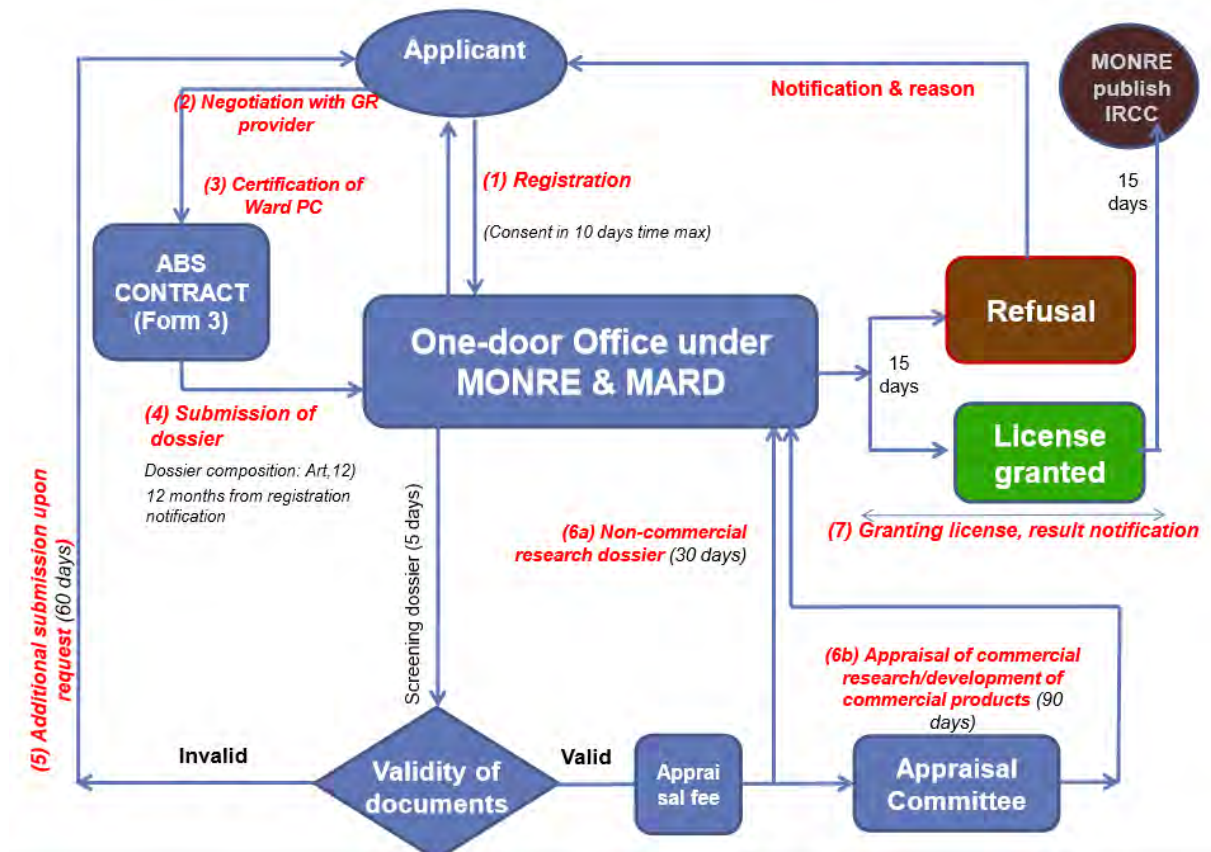 Applicant
MONRE
publish
IRCC
Notification & reason
(2) Negotiation with GR
provider
(3) Certification of
Ward PC
(1) Registration
(Consent in 10 days time max)
15
days
ABS
CONTRACT
(Form 3)
One-door Office under
MONRE & MARD
Refusal
15
days
License
granted
(4) Submission of
dossier
Dossier composition: Art,12)
12 months from registration
notification
(7) Granting license, result notification
(6a) Non-commercial
research dossier (30 days)
Screening dossier (5 days)
(5) Additional submission upon
request (60 days)
(6b) Appraisal of commercial
research/development of
commercial products (90
days)
Invalid
Validity of
documents
Valid
Apprai
sal fee
Appraisal
Committee